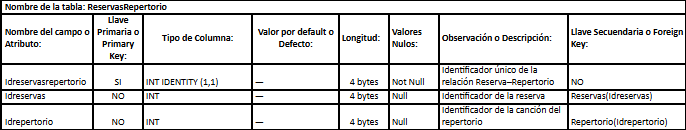 Nombre de la tabla: ReservasRepertorio
Nombre del campo o Atributo: | Llave Primaria o Primary Key: | Tipo de Columna: | Valor por default o Defecto: | Longitud: | Valores Nulos: | Observación o Descripción: | Llave Secuendaria o Foreign Key:
Idreservasrepertorio | SI | INT IDENTITY (1,1) | — | 4 bytes | Not Null | Identificador único de la relación Reserva–Repertorio | NO
Idreservas | NO | INT | — | 4 bytes | Null | Identificador de la reserva | Reservas(Idreservas)
Idrepertorio | NO | INT | — | 4 bytes | Null | Identificador de la canción del repertorio | Repertorio(Idrepertorio)